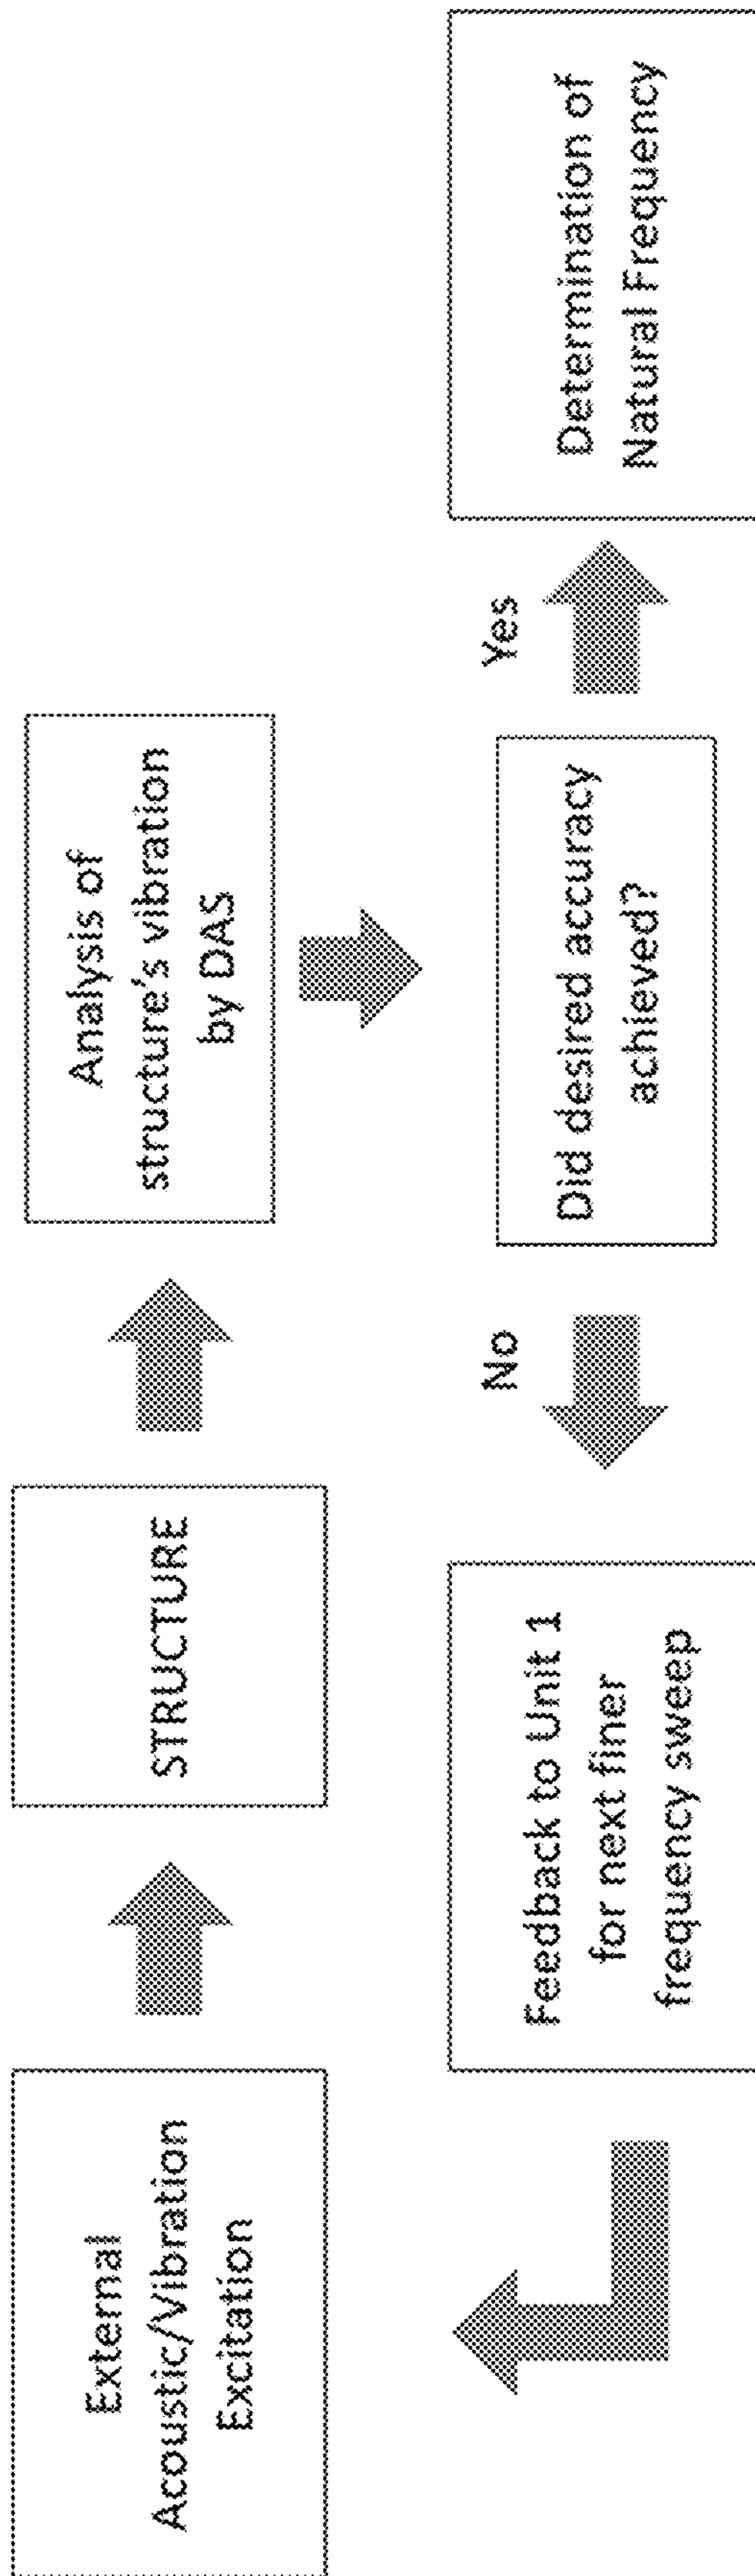 External
Acoustic/Vibration
Excitation
STRUCTURE
Analysis of
structure's vibration
by DAS
Did desired accuracy
achieved?
Yes
Determination of
Natural Frequency
No
Feedback to Unit 1
for next finer
frequency sweep